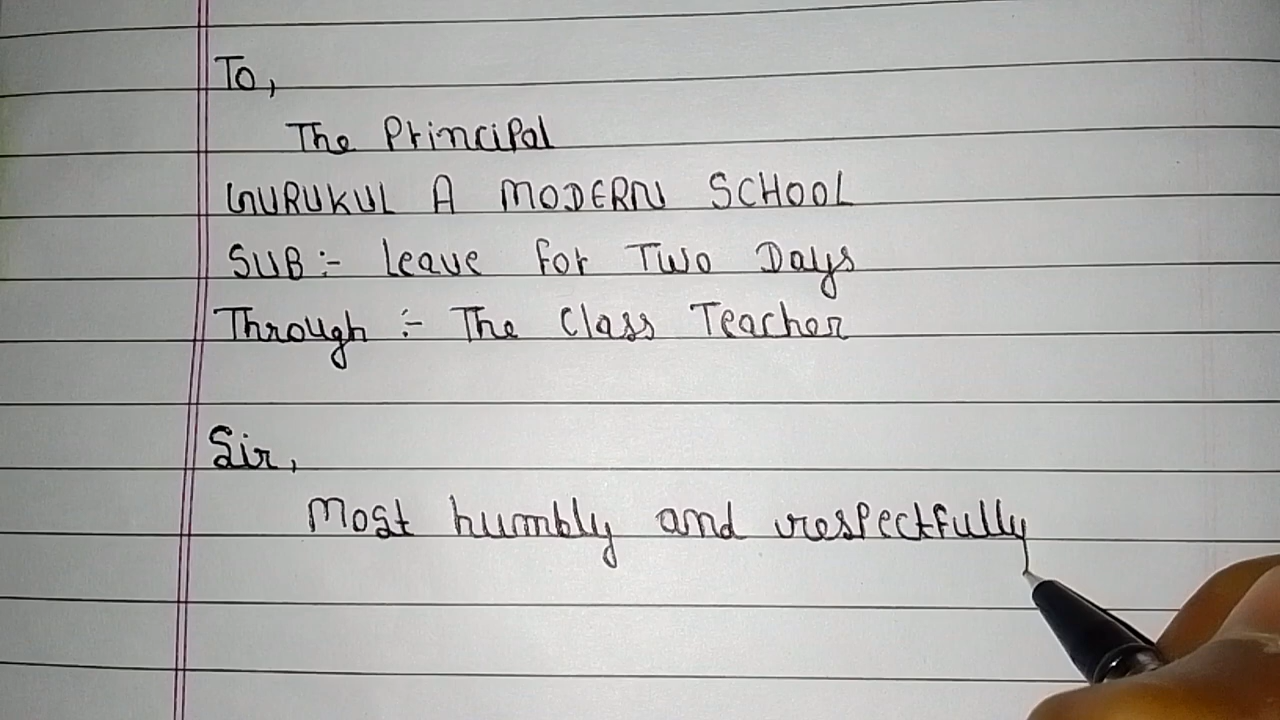 To,
The Principal
GURUKUL A MODERN SCHOOL
SUB :- Leave For Two Days
Through :- The Class Teacher
Sir,
Most humbly and respectfully